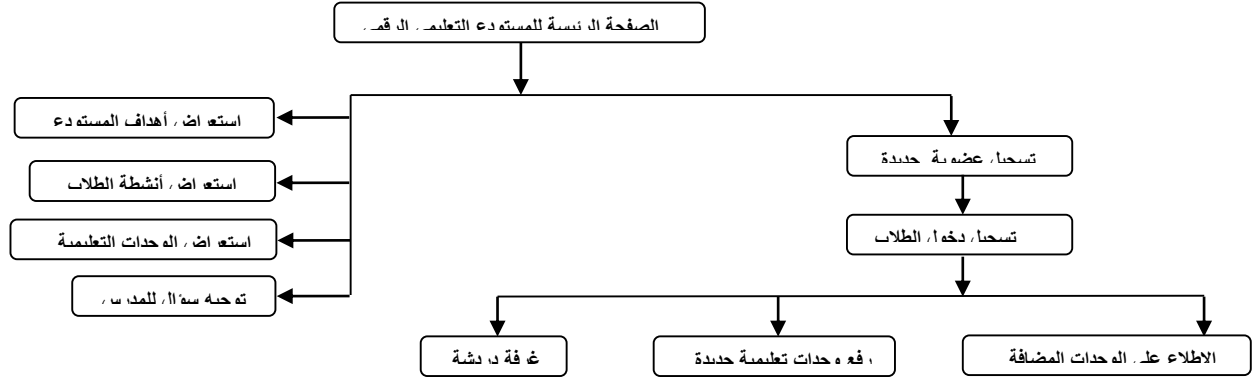 الصفحة الرئيسية للمستودع التعليمي الرقمي
استعراض أهداف المستودع
تسجيل عضوية جديدة
استعراض أنشطة الطلاب
تسجيل دخول الطلاب
استعراض الوحدات التعليمية
توجيه سؤال للمدرس
الاطلاع على الوحدات المضافة
رفع وحدات تعليمية جديدة
غرفة دردشة